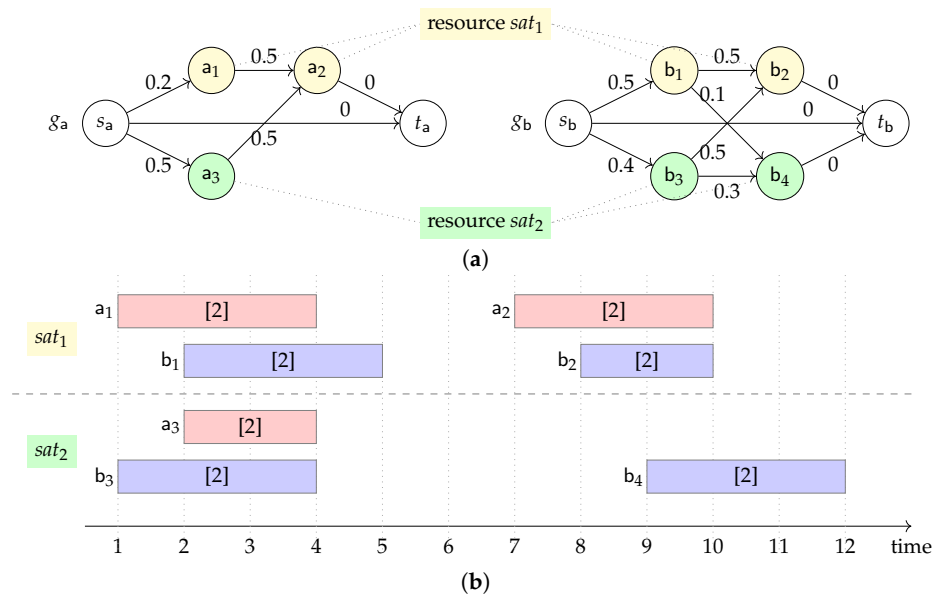 resource sat₁
0.2 a₁ 0.5 a₂ 0 0.5 b₁ 0.5 b₂ 0
gₐ sₐ 0 tₐ g_b s_b 0.1 0 t_b
0.5 a₃ 0.5 0.4 b₃ 0.5 0.3 b₄ 0
resource sat₂
(a)
a₁ [2] a₂ [2]
sat₁
b₁ [2] b₂ [2]
a₃ [2]
sat₂
b₃ [2] b₄ [2]
1 2 3 4 5 6 7 8 9 10 11 12 time
(b)